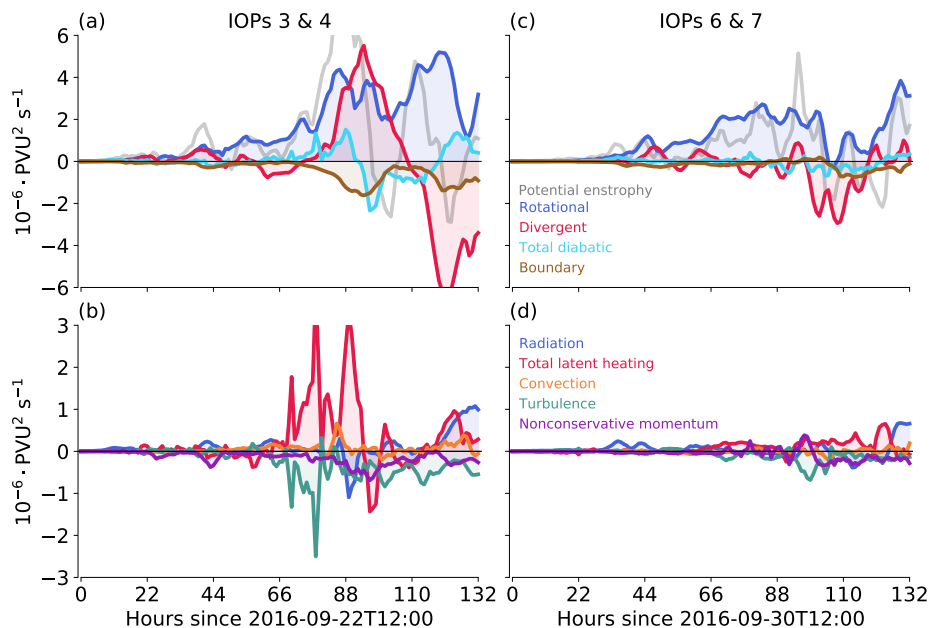 (a) IOPs 3 & 4
(c) IOPs 6 & 7
6
4
2
0
−2
−4
−6
10⁻⁶ · PVU² s⁻¹
Potential enstrophy
Rotational
Divergent
Total diabatic
Boundary
(b)
(d)
3
2
1
0
−1
−2
−3
10⁻⁶ · PVU² s⁻¹
Radiation
Total latent heating
Convection
Turbulence
Nonconservative momentum
0 22 44 66 88 110 132
0 22 44 66 88 110 132
Hours since 2016-09-22T12:00
Hours since 2016-09-30T12:00